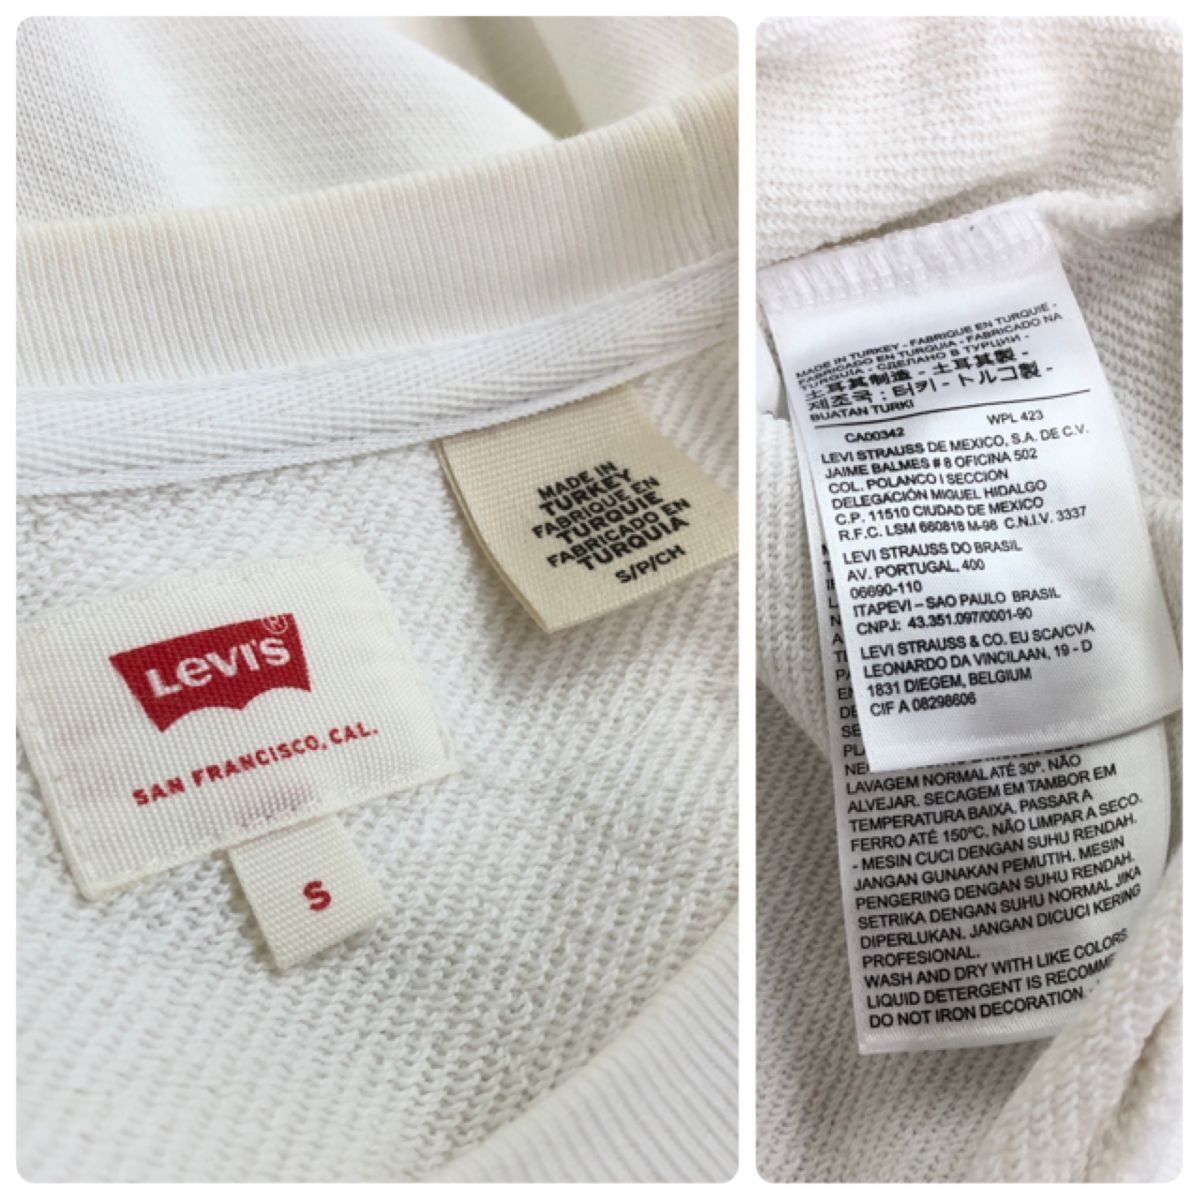 MADE IN
TURKEY
FABRIQUE EN
TURQUIE
FABRICADO EN
TURQUIA
S/P/CH
Levi's®
SAN FRANCISCO, CAL.
S
MADE IN TURKEY - FABRIQUE EN TURQUIE -
FABRICADO EN TURQUIA - FABRICADO NA
TURQUÍA - СДЕЛАНО В ТУРЦИИ -
土耳其制造 - 土耳其製 -
제조국 : 터키 - トルコ製 -
BUATAN TURKI
CA00342 WPL 423
LEVI STRAUSS DE MEXICO, S.A. DE C.V.
JAIME BALMES # 8 OFICINA 502
COL. POLANCO I SECCION
DELEGACIÓN MIGUEL HIDALGO
C.P. 11510 CIUDAD DE MEXICO
R.F.C. LSM 660818 M-98 C.N.I.V. 3337
LEVI STRAUSS DO BRASIL
AV. PORTUGAL, 400
06690-110
ITAPEVI – SAO PAULO BRASIL
CNPJ: 43.351.097/0001-90
LEVI STRAUSS & CO. EU SCA/CVA
LEONARDO DA VINCILAAN, 19 - D
1831 DIEGEM, BELGIUM
CIF A 08298606
LAVAGEM NORMAL ATÉ 30º. NÃO
ALVEJAR. SECAGEM EM TAMBOR EM
TEMPERATURA BAIXA. PASSAR A
FERRO ATÉ 150ºC. NÃO LIMPAR A SECO.
- MESIN CUCI DENGAN SUHU RENDAH.
JANGAN GUNAKAN PEMUTIH. MESIN
PENGERING DENGAN SUHU RENDAH.
SETRIKA DENGAN SUHU NORMAL JIKA
DIPERLUKAN. JANGAN DICUCI KERING
PROFESIONAL.
WASH AND DRY WITH LIKE COLORS
LIQUID DETERGENT IS RECOMME
DO NOT IRON DECORATION -